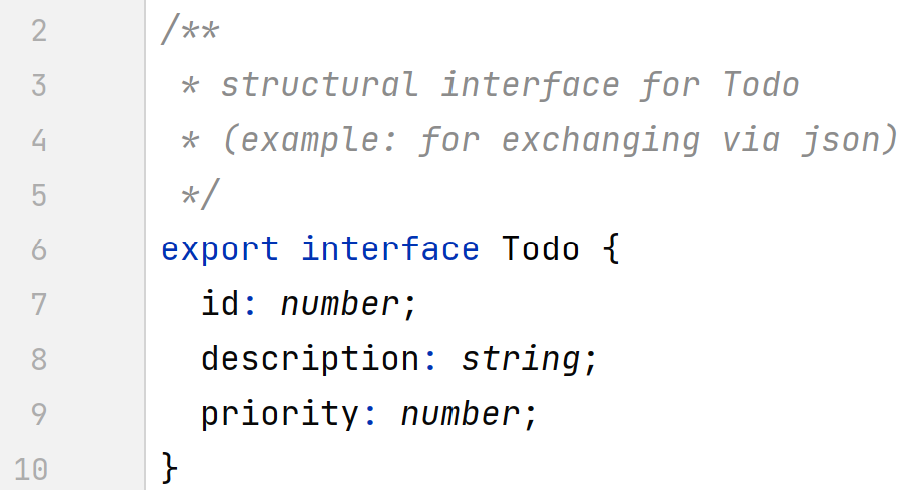 2 /**
3  * structural interface for Todo
4  * (example: for exchanging via json)
5  */
6 export interface Todo {
7   id: number;
8   description: string;
9   priority: number;
10 }